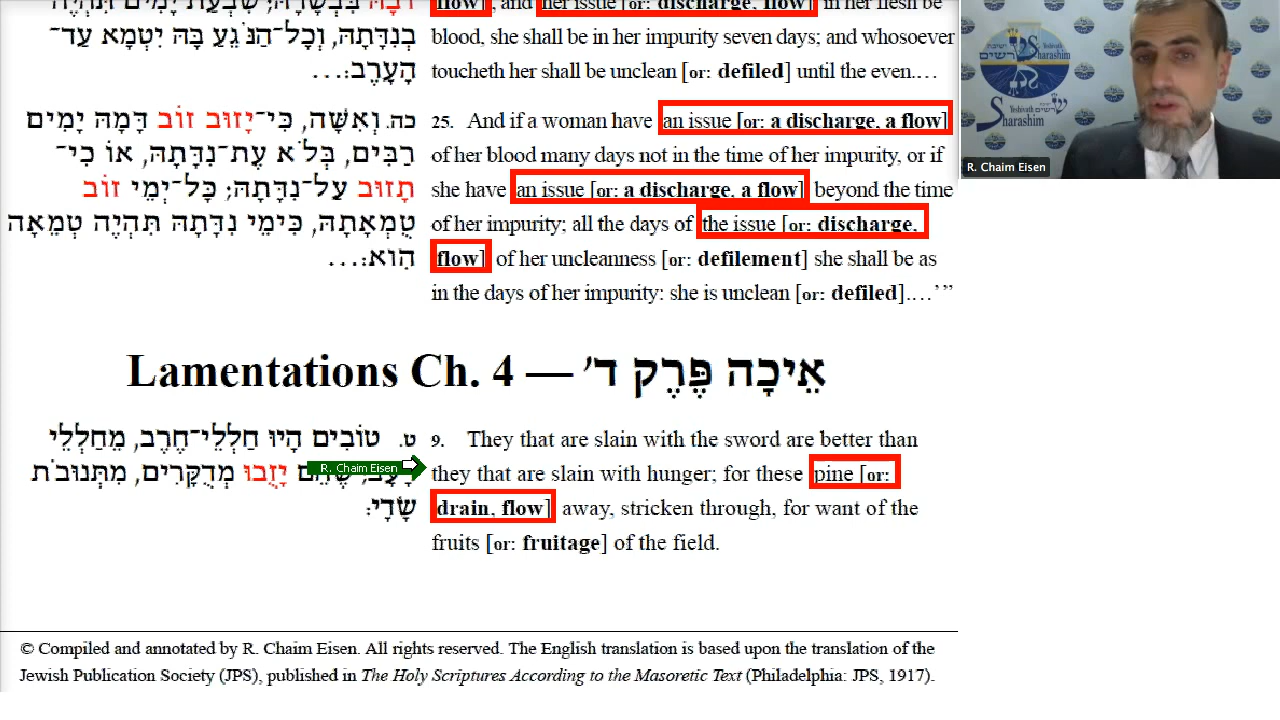 זֹבָהּ בִּבְשָׂרָהּ; שִׁבְעַת יָמִים תִּהְיֶה
בְנִדָּתָהּ, וְכָל־הַנֹּגֵעַ בָּהּ יִטְמָא עַד־
הָעָרֶב:…
flow], and her issue [or: discharge, flow] in her flesh be
blood, she shall be in her impurity seven days; and whosoever
toucheth her shall be unclean [or: defiled] until the even.…
כה. וְאִשָּׁה, כִּי־יָזוּב זוֹב דָּמָהּ יָמִים
רַבִּים, בְּלֹא עֶת־נִדָּתָהּ, אוֹ כִי־
תָזוּב עַל־נִדָּתָהּ; כָּל־יְמֵי זוֹב
טֻמְאָתָהּ, כִּימֵי נִדָּתָהּ תִּהְיֶה טְמֵאָה
הִוא:…
25. And if a woman have an issue [or: a discharge, a flow]
of her blood many days not in the time of her impurity, or if
she have an issue [or: a discharge, a flow] beyond the time
of her impurity; all the days of the issue [or: discharge,
flow] of her uncleanness [or: defilement] she shall be as
in the days of her impurity: she is unclean [or: defiled].…’”
Lamentations Ch. 4 — אֵיכָה פֶּרֶק ד׳
ט. טוֹבִים הָיוּ חַלְלֵי־חֶרֶב, מֵחַלְלֵי
רָעָב, שֶׁהֵם יָזֻבוּ מְדֻקָּרִים, מִתְּנוּבֹת
שָׂדָי:
9. They that are slain with the sword are better than
they that are slain with hunger; for these pine [or:
drain, flow] away, stricken through, for want of the
fruits [or: fruitage] of the field.
R. Chaim Eisen
© Compiled and annotated by R. Chaim Eisen. All rights reserved. The English translation is based upon the translation of the
Jewish Publication Society (JPS), published in The Holy Scriptures According to the Masoretic Text (Philadelphia: JPS, 1917).
Yeshivath
Sharashim
Yeshivath שרשים
Sharashim
R. Chaim Eisen